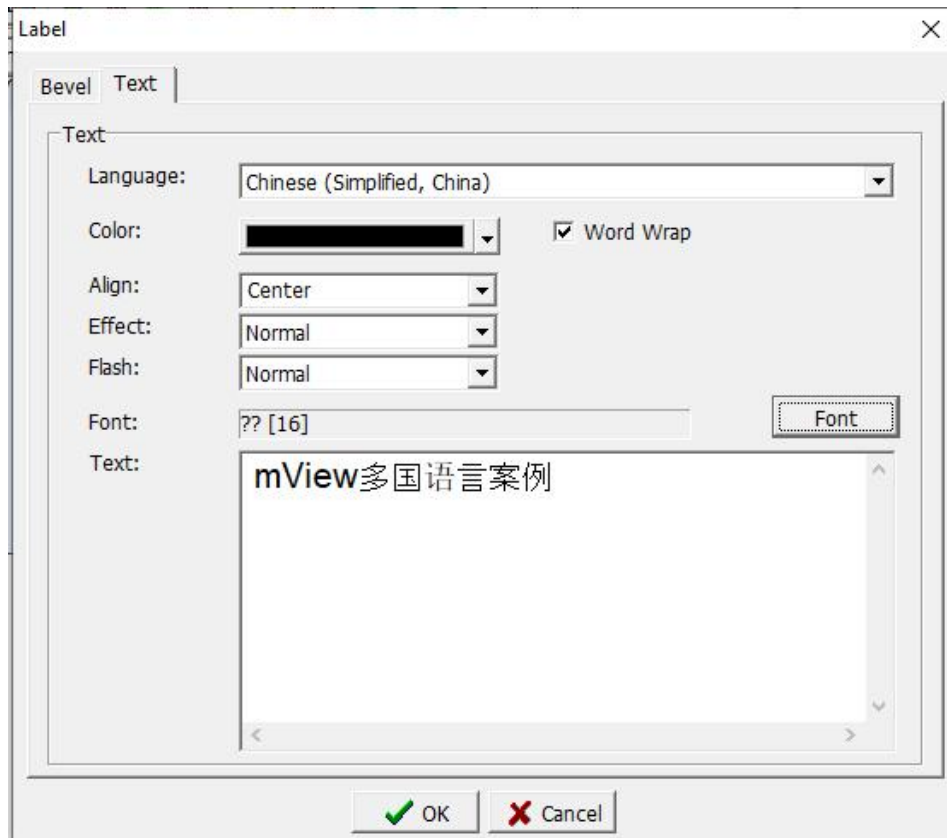 Label
Bevel Text
Text
Language: Chinese (Simplified, China)
Color: Word Wrap
Align: Center
Effect: Normal
Flash: Normal
Font: ?? [16] Font
Text: mView多国语言案例
OK Cancel